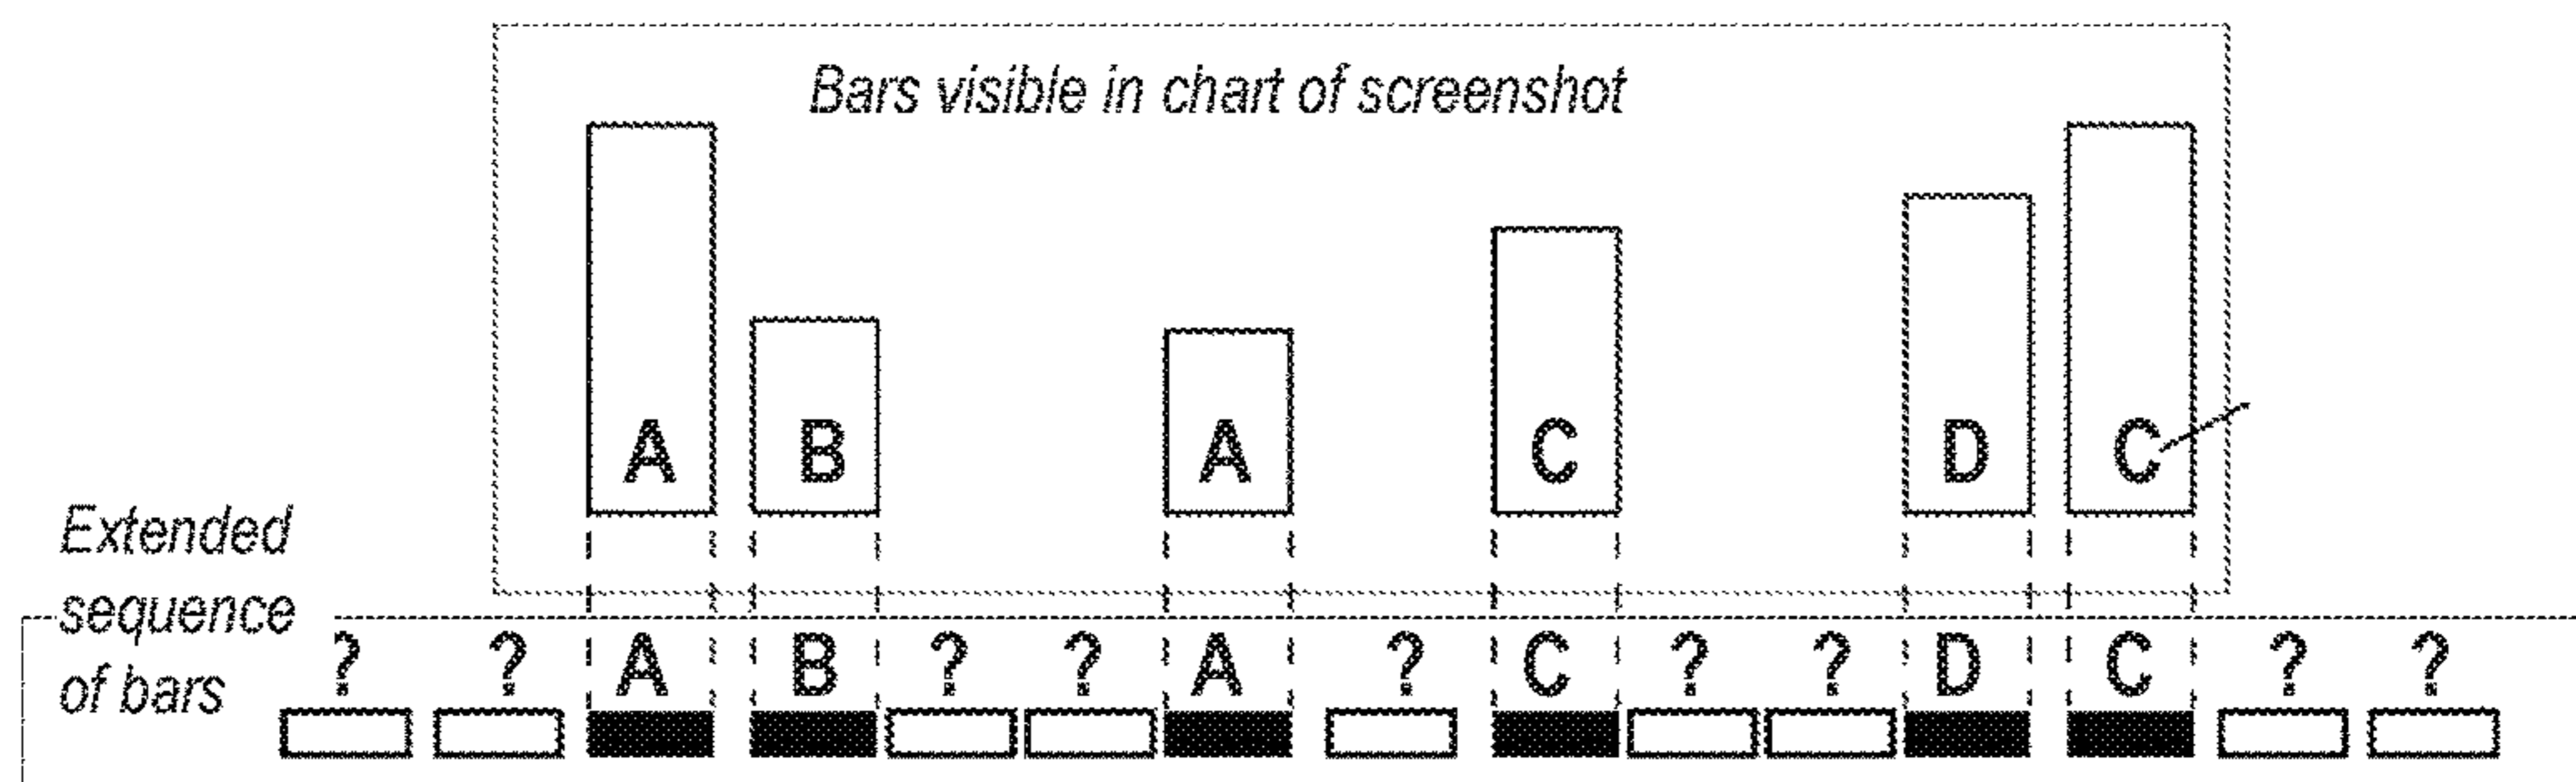 Bars visible in chart of screenshot
A B A C D C
Extended
sequence
of bars
? ? A B ? ? A ? C ? ? D C ? ?